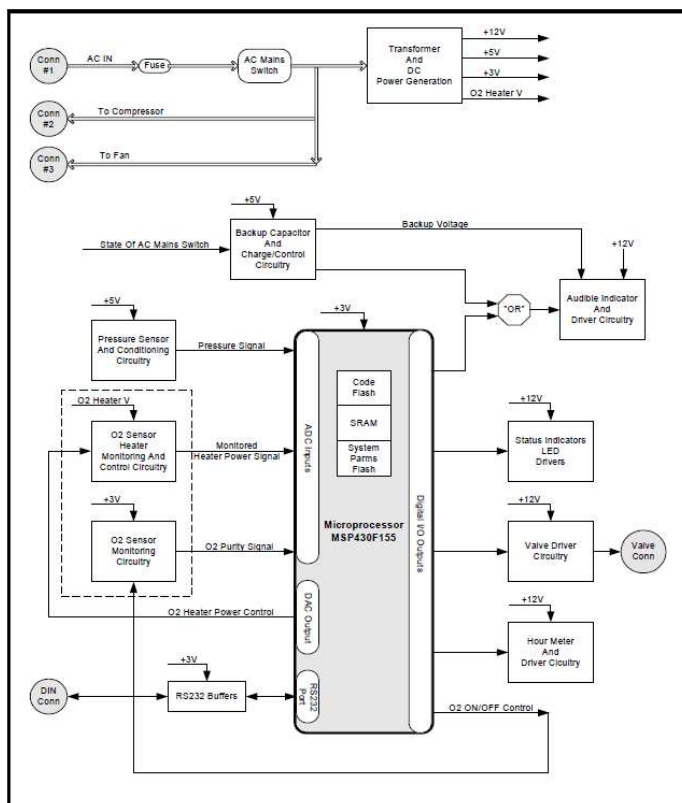 +12V
Conn
#1
AC IN
Fuse
AC Mains
Switch
Transformer
And
DC
Power Generation
+5V
+3V
O2 Heater V
Conn
#2
To Compressor
Conn
#3
To Fan
+5V
Backup Capacitor
And
Charge/Control
Circuitry
State Of AC Mains Switch
Backup Voltage
+12V
"OR"
Audible Indicator
And
Driver Circuitry
+5V
Pressure Sensor
And Conditioning
Circuitry
Pressure Signal
+3V
Code
Flash
SRAM
System
Parms
Flash
ADC Inputs
Microprocessor
MSP430F155
Digital I/O Outputs
O2 Heater V
O2 Sensor
Heater
Monitoring And
Control Circuitry
Monitored
Heater Power Signal
+12V
Status Indicators
LED
Drivers
+3V
O2 Sensor
Monitoring
Circuitry
O2 Purity Signal
+12V
Valve Driver
Circuitry
Valve
Conn
O2 Heater Power Control
DAC Output
+12V
Hour Meter
And
Driver Cicuitry
+3V
DIN
Conn
RS232 Buffers
RS232
Port
O2 ON/OFF Control